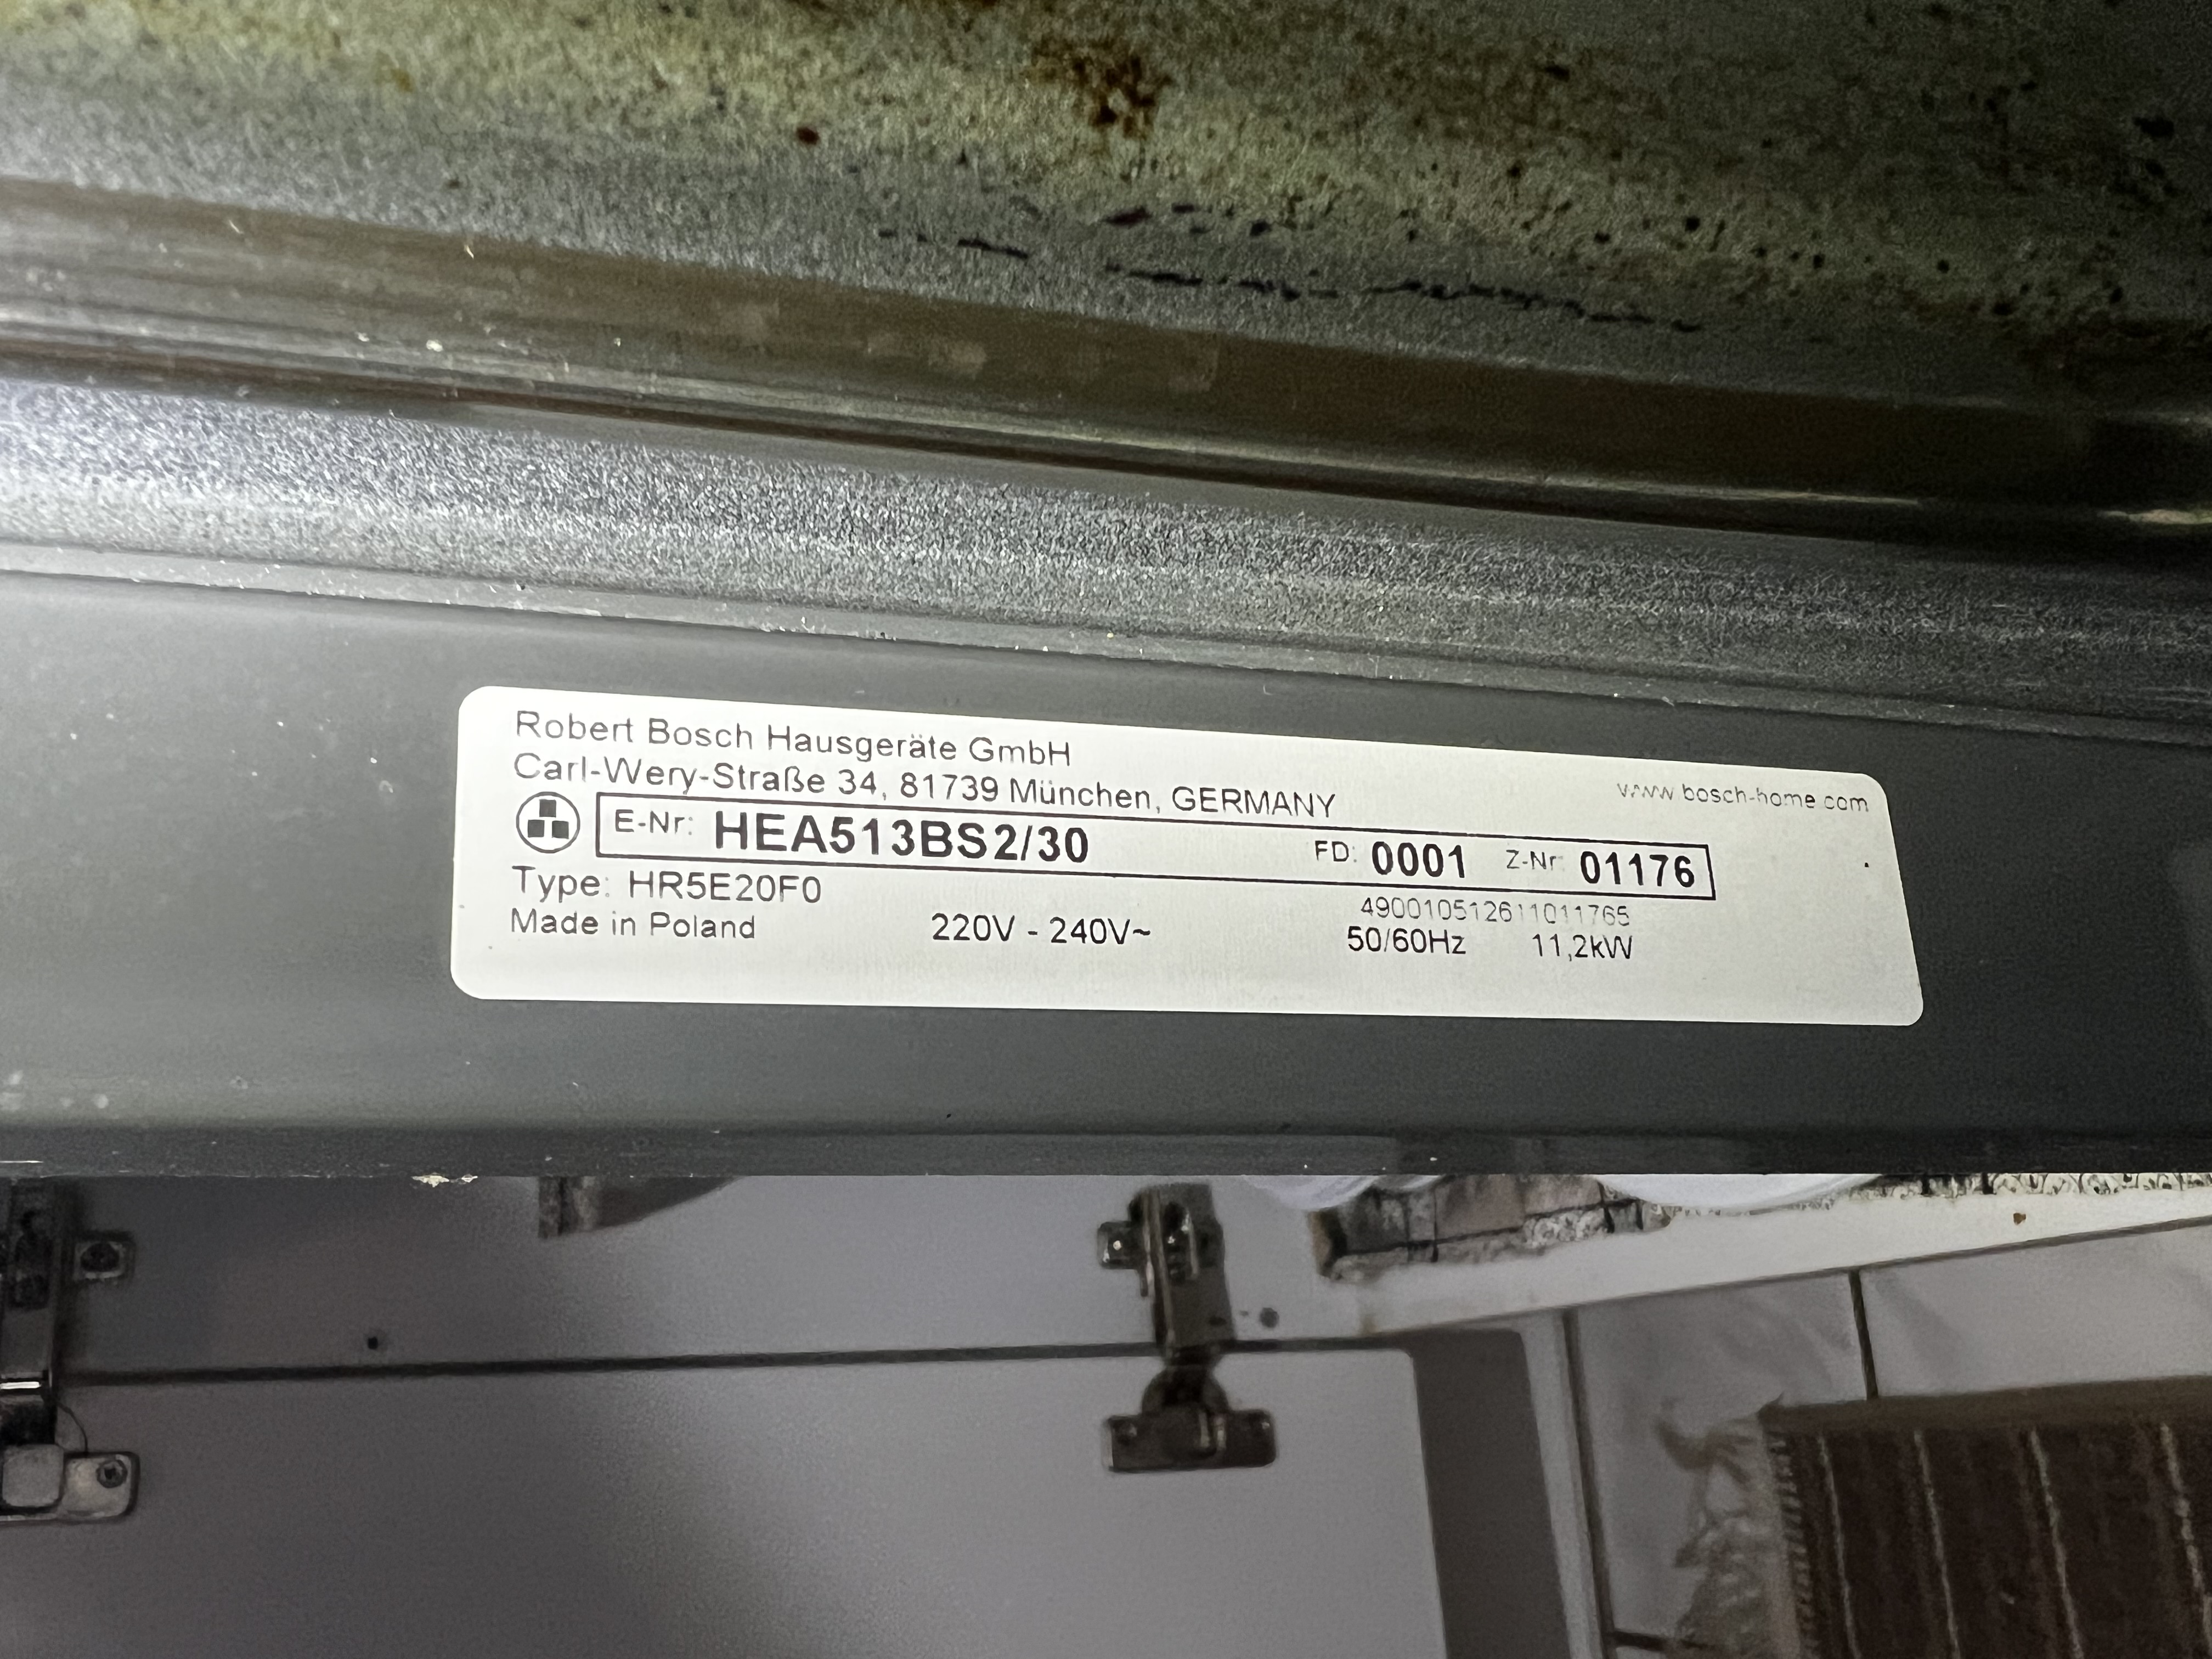 Robert Bosch Hausgeräte GmbH
Carl-Wery-Straße 34, 81739 München, GERMANY
www.bosch-home.com
E-Nr: HEA513BS2/30 FD: 0001 Z-Nr: 01176
Type: HR5E20F0
490010512611011765
Made in Poland 220V - 240V~ 50/60Hz 11,2kW